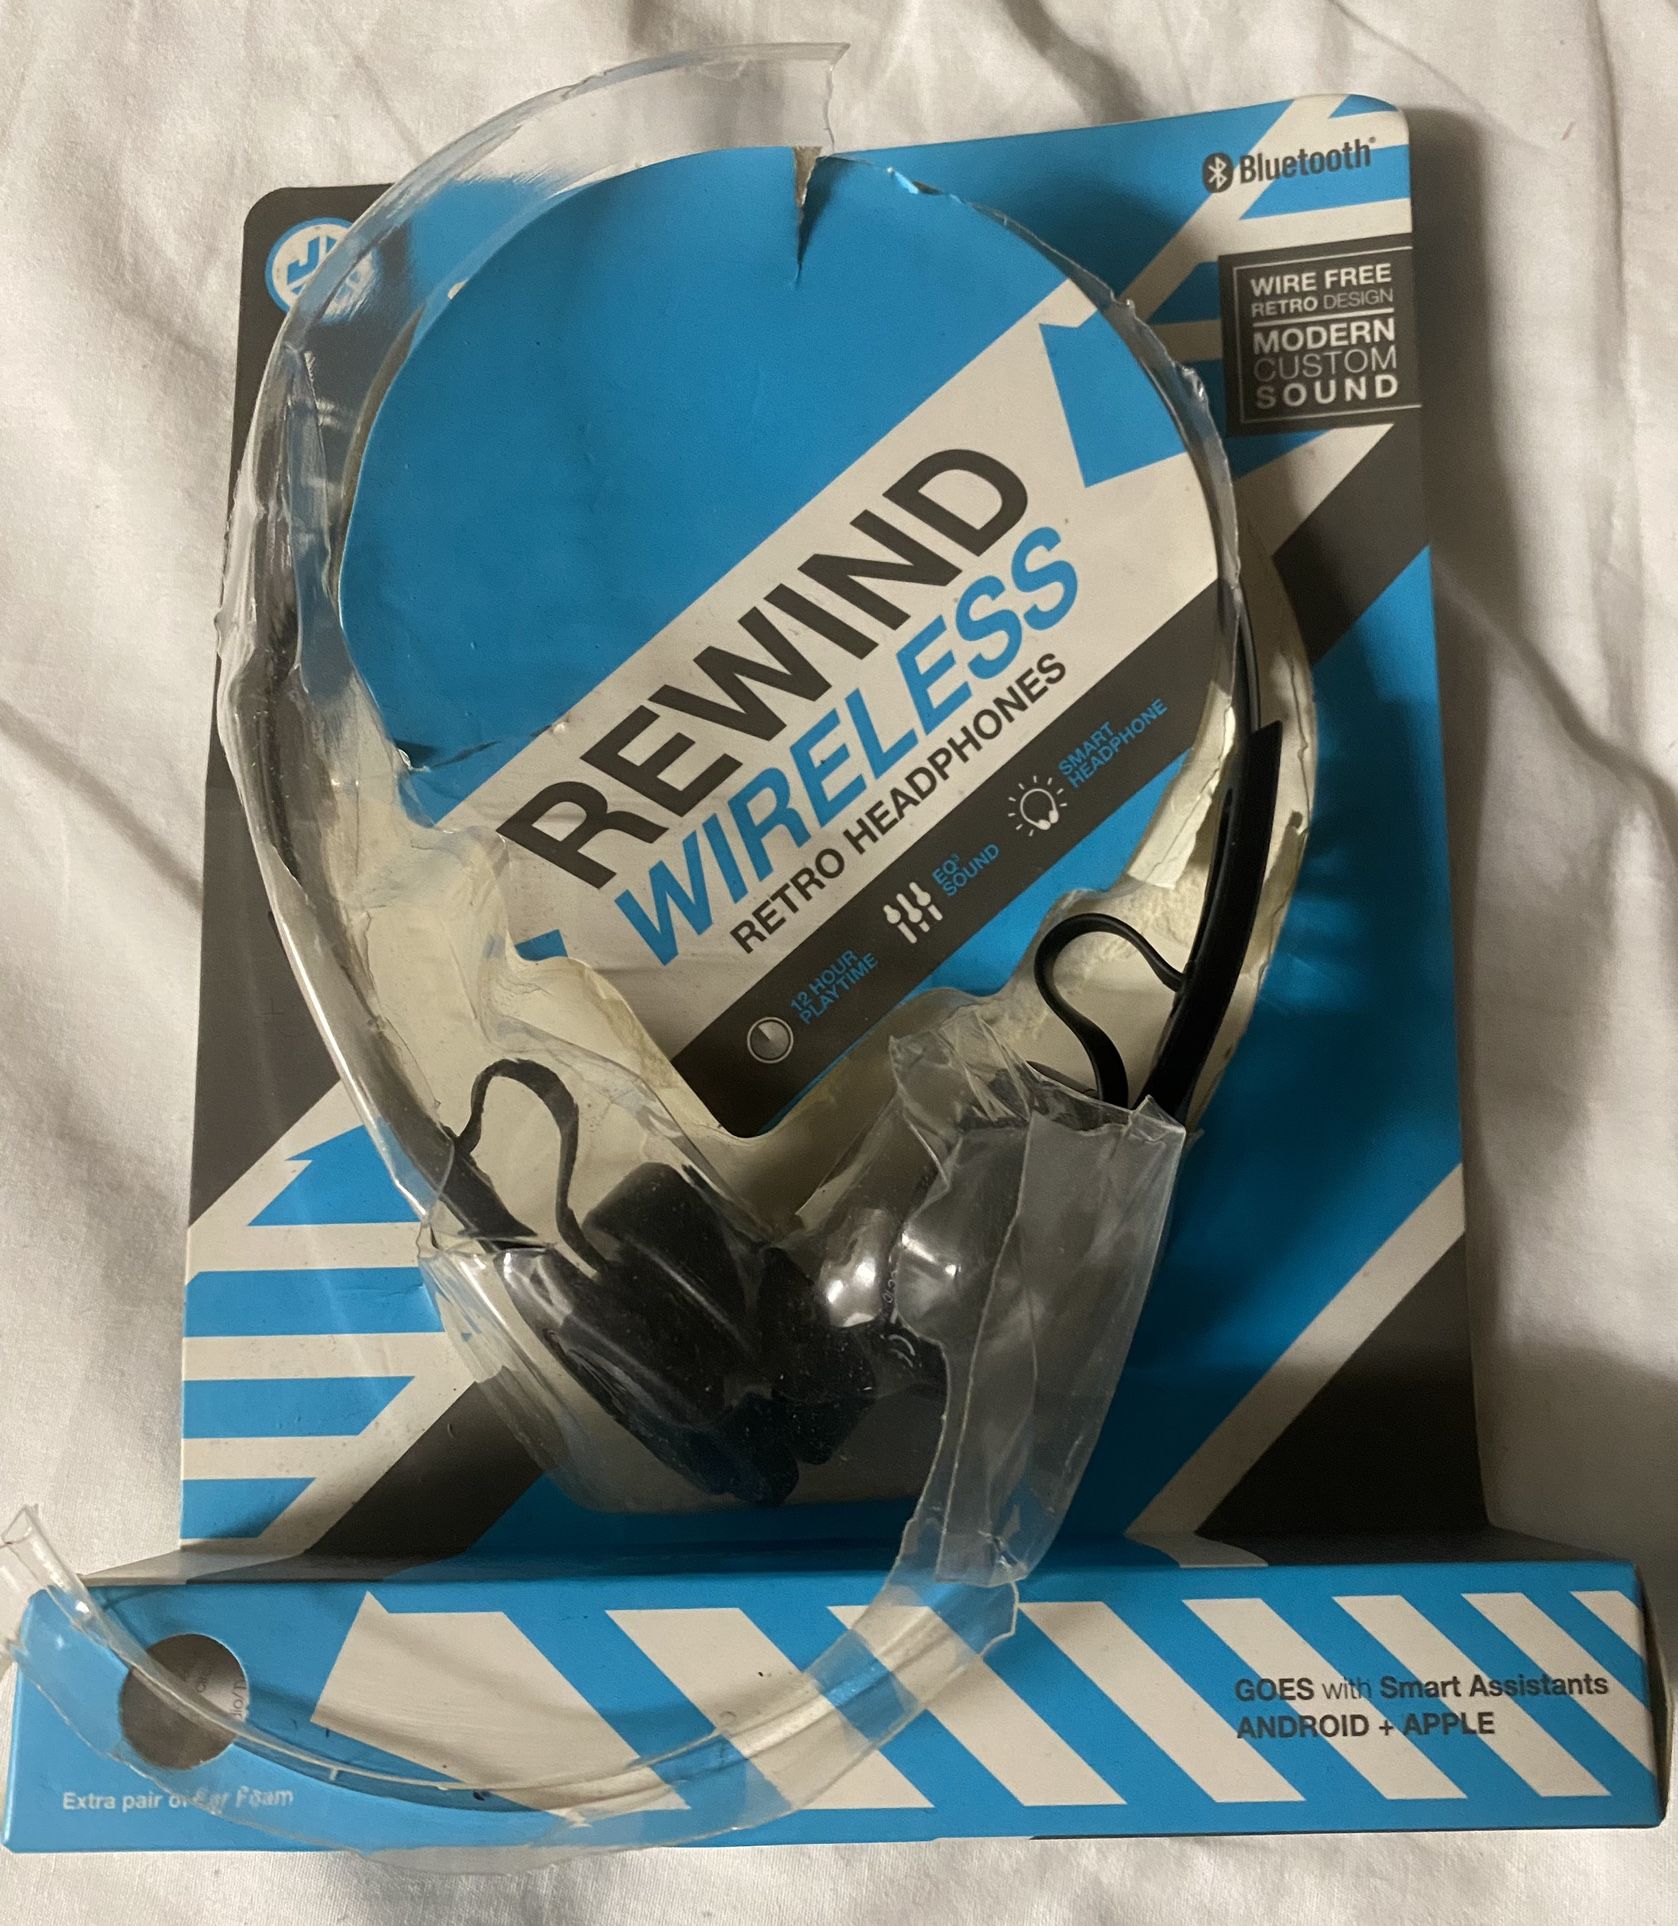 Bluetooth®
WIRE FREE
RETRO DESIGN
MODERN
CUSTOM
SOUND
REWIND
WIRELESS
RETRO HEADPHONES
12 HOUR
PLAYTIME
EQ³
SOUND
SMART
HEADPHONE
GOES with Smart Assistants
ANDROID + APPLE
Extra pair of Ear Foam